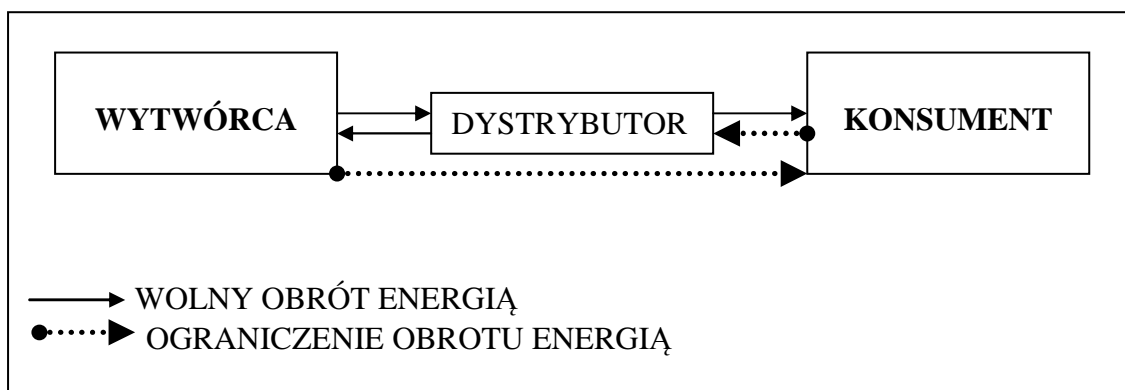 WYTWÓRCA
DYSTRYBUTOR
KONSUMENT
WOLNY OBRÓT ENERGIĄ
OGRANICZENIE OBROTU ENERGIĄ